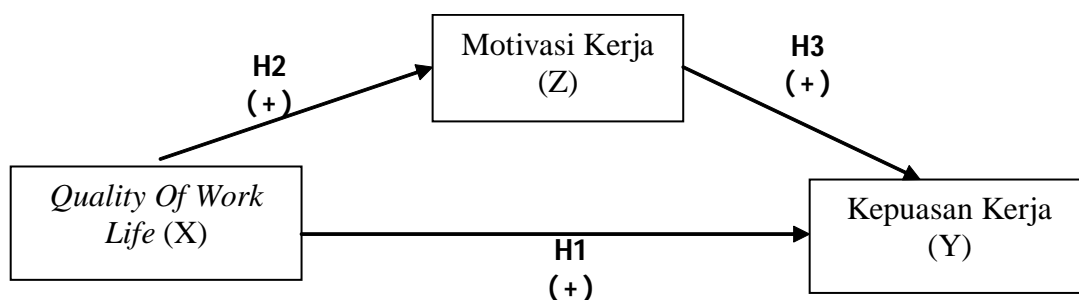 H2
(+)
Motivasi Kerja
(Z)
H3
(+)
Quality Of Work
Life (X)
H1
(+)
Kepuasan Kerja
(Y)